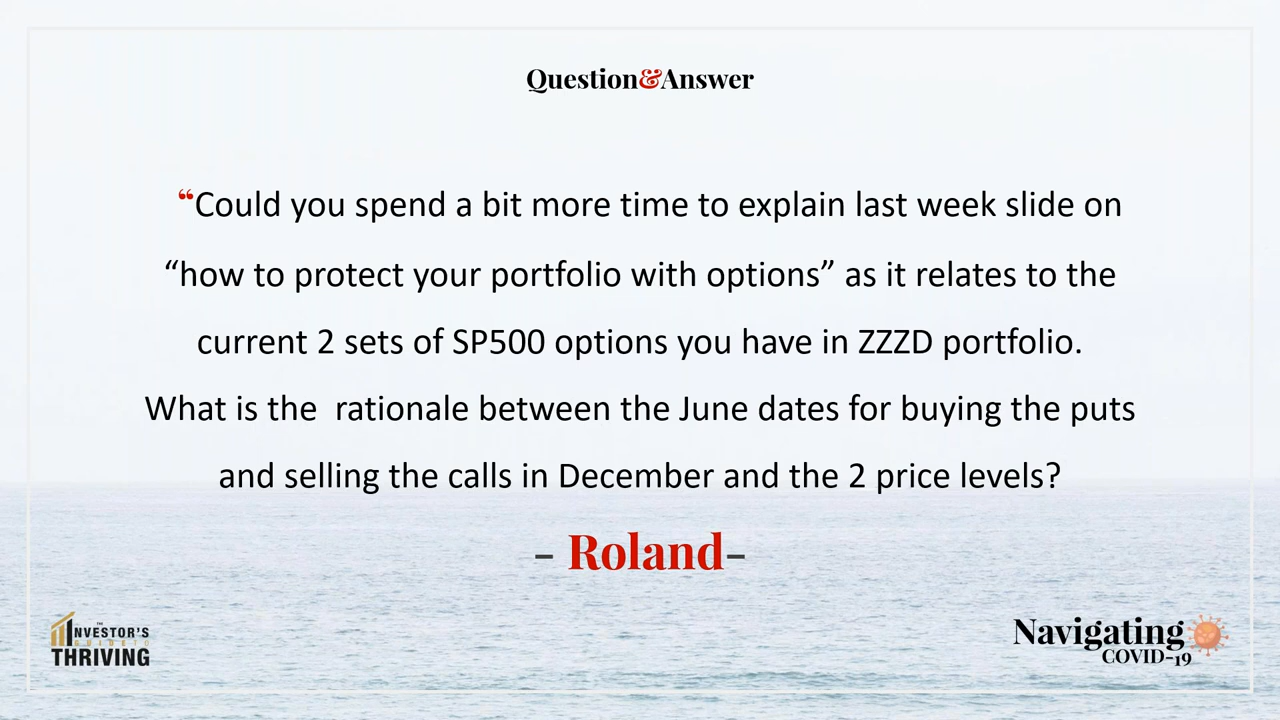 Question&Answer
“Could you spend a bit more time to explain last week slide on
“how to protect your portfolio with options” as it relates to the
current 2 sets of SP500 options you have in ZZZD portfolio.
What is the  rationale between the June dates for buying the puts
and selling the calls in December and the 2 price levels?
- Roland-
THE
INVESTOR'S
GUIDE TO
THRIVING
Navigating
COVID-19